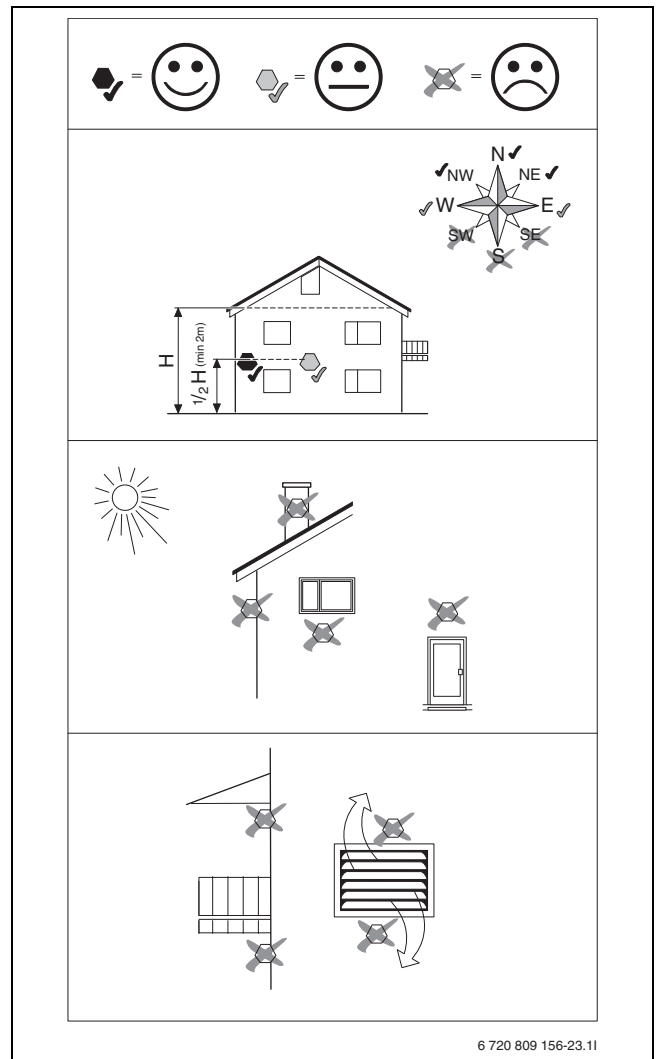 = = =
N
NW NE
W E
SW SE
S
H
1/2 H (min 2m)
6 720 809 156-23.1I